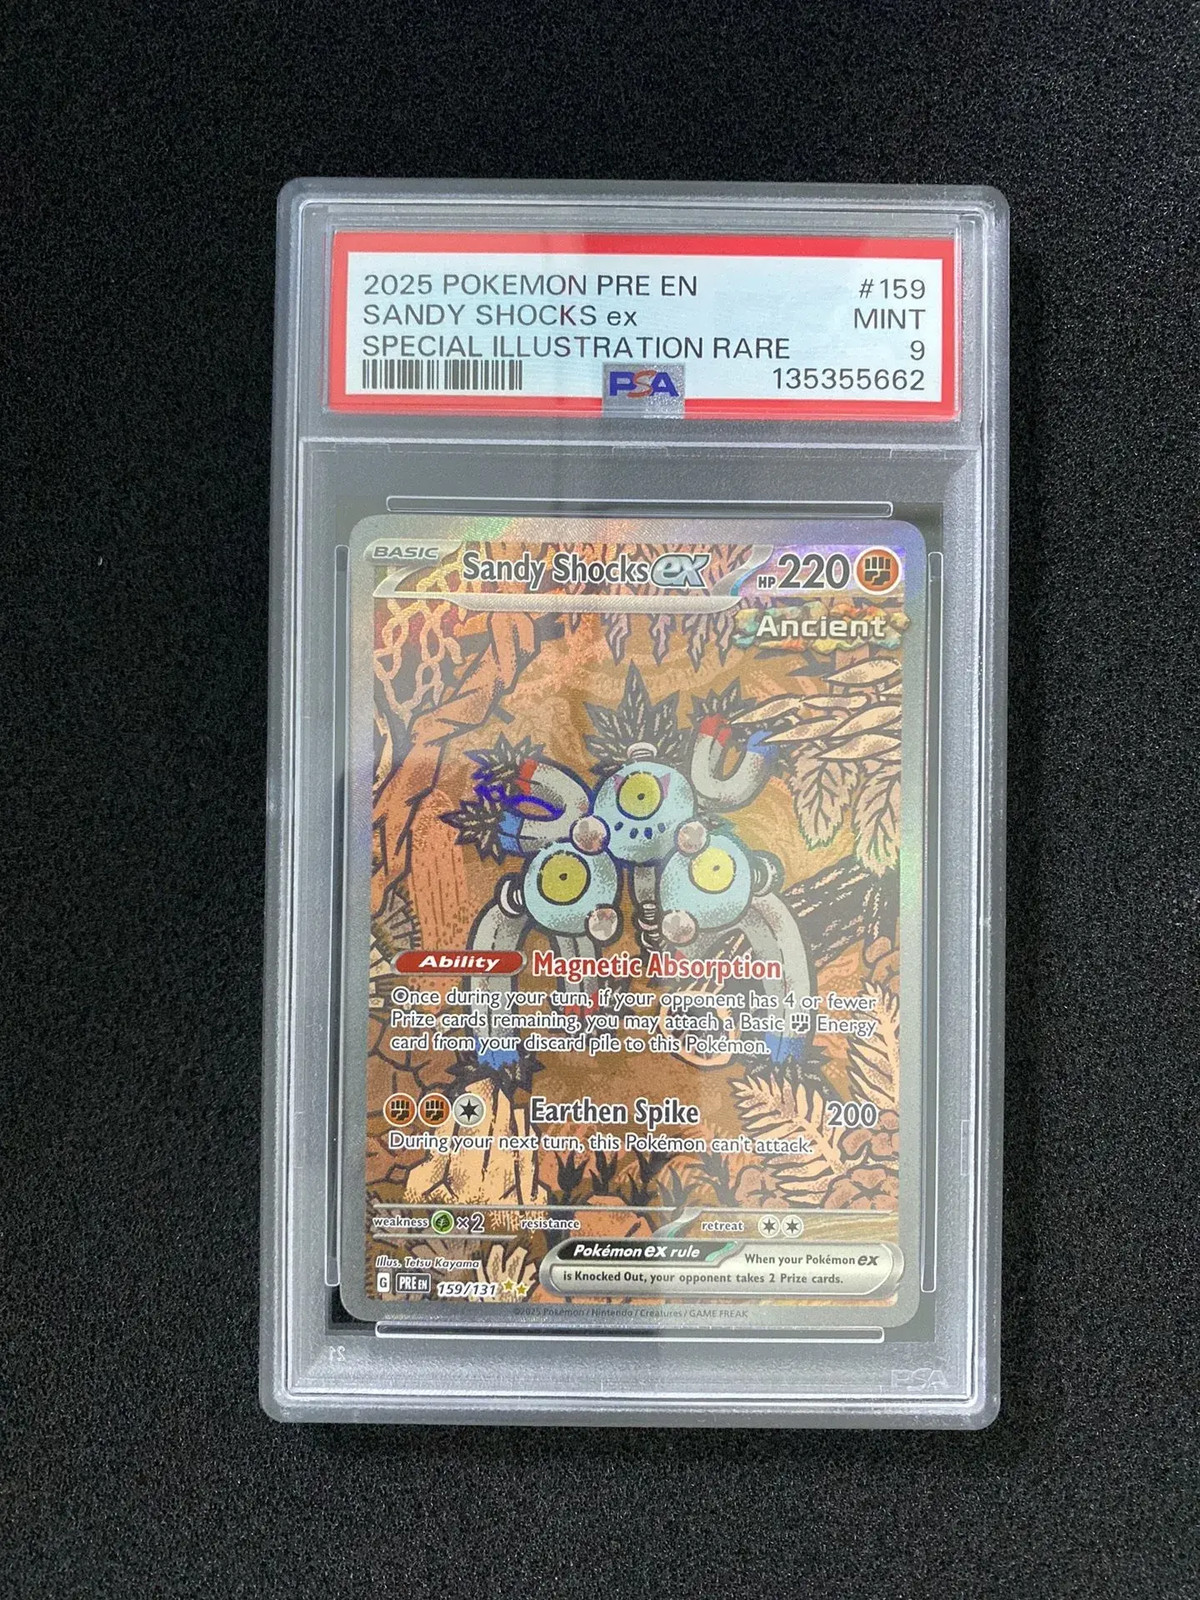 2025 POKEMON PRE EN #159
SANDY SHOCKS ex MINT
SPECIAL ILLUSTRATION RARE 9
PSA 135355662
BASIC Sandy Shocks ex HP 220
Ancient
Ability Magnetic Absorption
Once during your turn, if your opponent has 4 or fewer
Prize cards remaining, you may attach a Basic Energy
card from your discard pile to this Pokémon.
Earthen Spike 200
During your next turn, this Pokémon can't attack.
weakness ×2 resistance retreat
Pokémon ex rule When your Pokémon ex
is Knocked Out, your opponent takes 2 Prize cards.
Illus. Tetsu Kayama
G PRE EN 159/131
©2025 Pokémon / Nintendo / Creatures / GAME FREAK
21 PSA